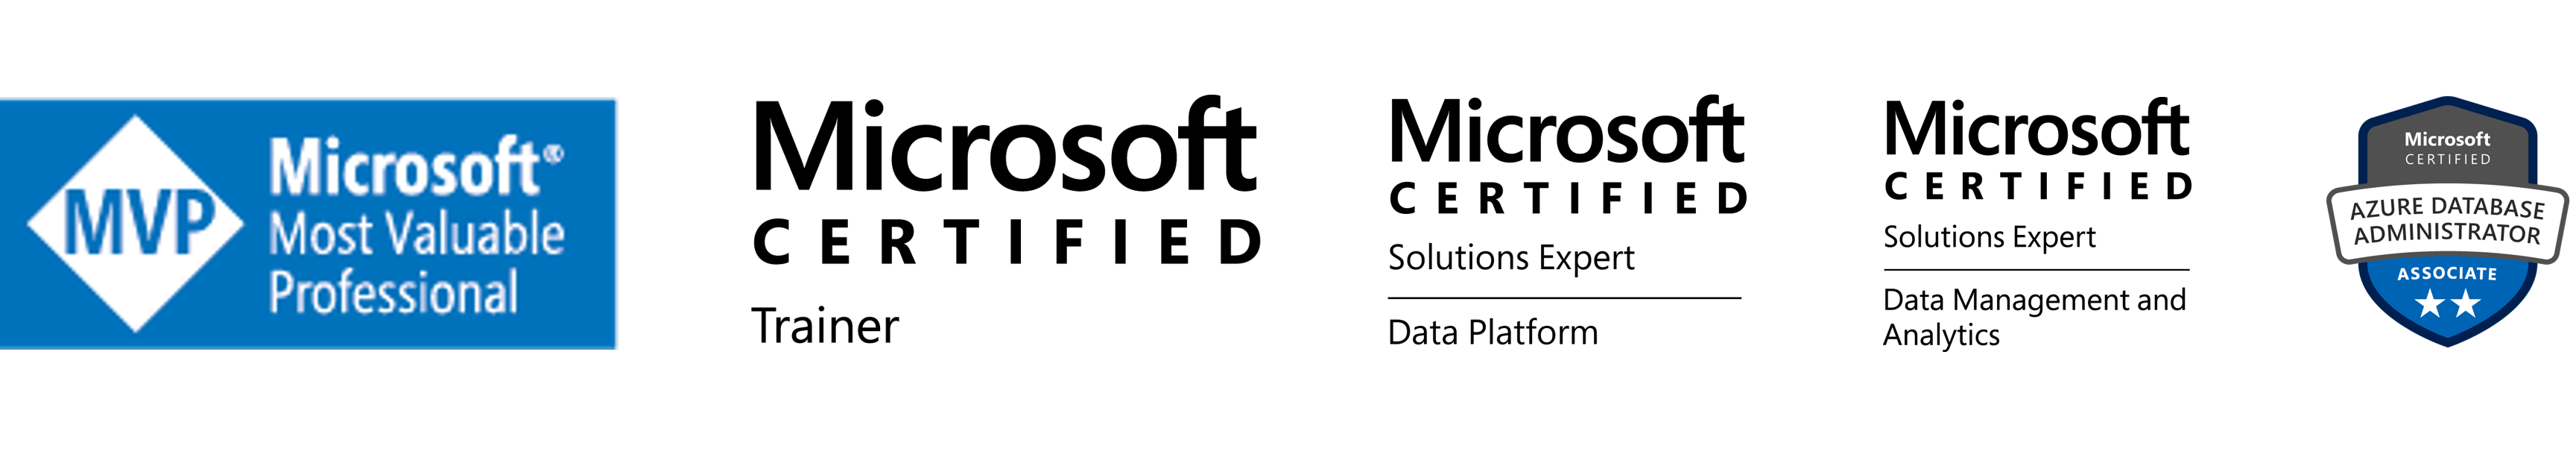 MVP
Microsoft®
Most Valuable
Professional
Microsoft
CERTIFIED
Trainer
Microsoft
CERTIFIED
Solutions Expert
Data Platform
Microsoft
CERTIFIED
Solutions Expert
Data Management and
Analytics
Microsoft
CERTIFIED
AZURE DATABASE
ADMINISTRATOR
ASSOCIATE